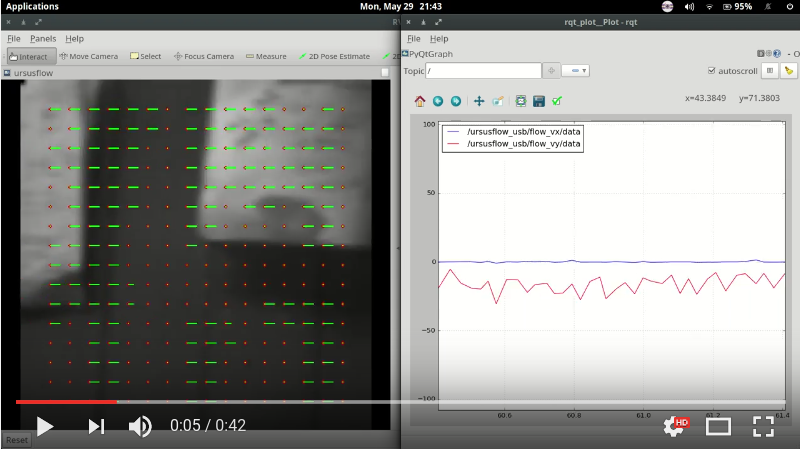 Applications
Mon, May 29 21:43
95%
File Panels Help
Interact
Move Camera
Select
Focus Camera
Measure
2D Pose Estimate
ursusflow
Reset
rqt_plot__Plot - rqt
File Help
PyQtGraph
Topic /
autoscroll
x=43.3849 y=71.3803
/ursusflow_usb/flow_vx/data
/ursusflow_usb/flow_vy/data
100
50
0
−50
−100
60.6 60.8 61.0 61.2 61.4
0:05 / 0:42
HD